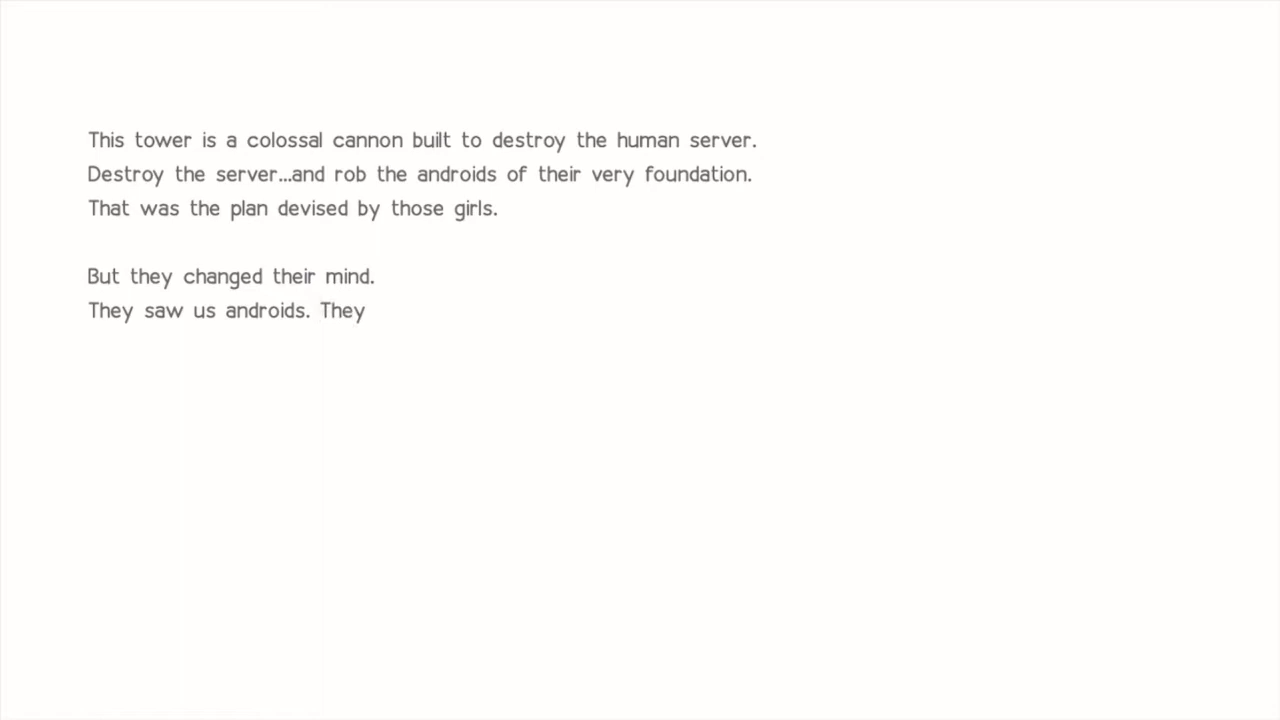 This tower is a colossal cannon built to destroy the human server.
Destroy the server...and rob the androids of their very foundation.
That was the plan devised by those girls.
But they changed their mind.
They saw us androids. They